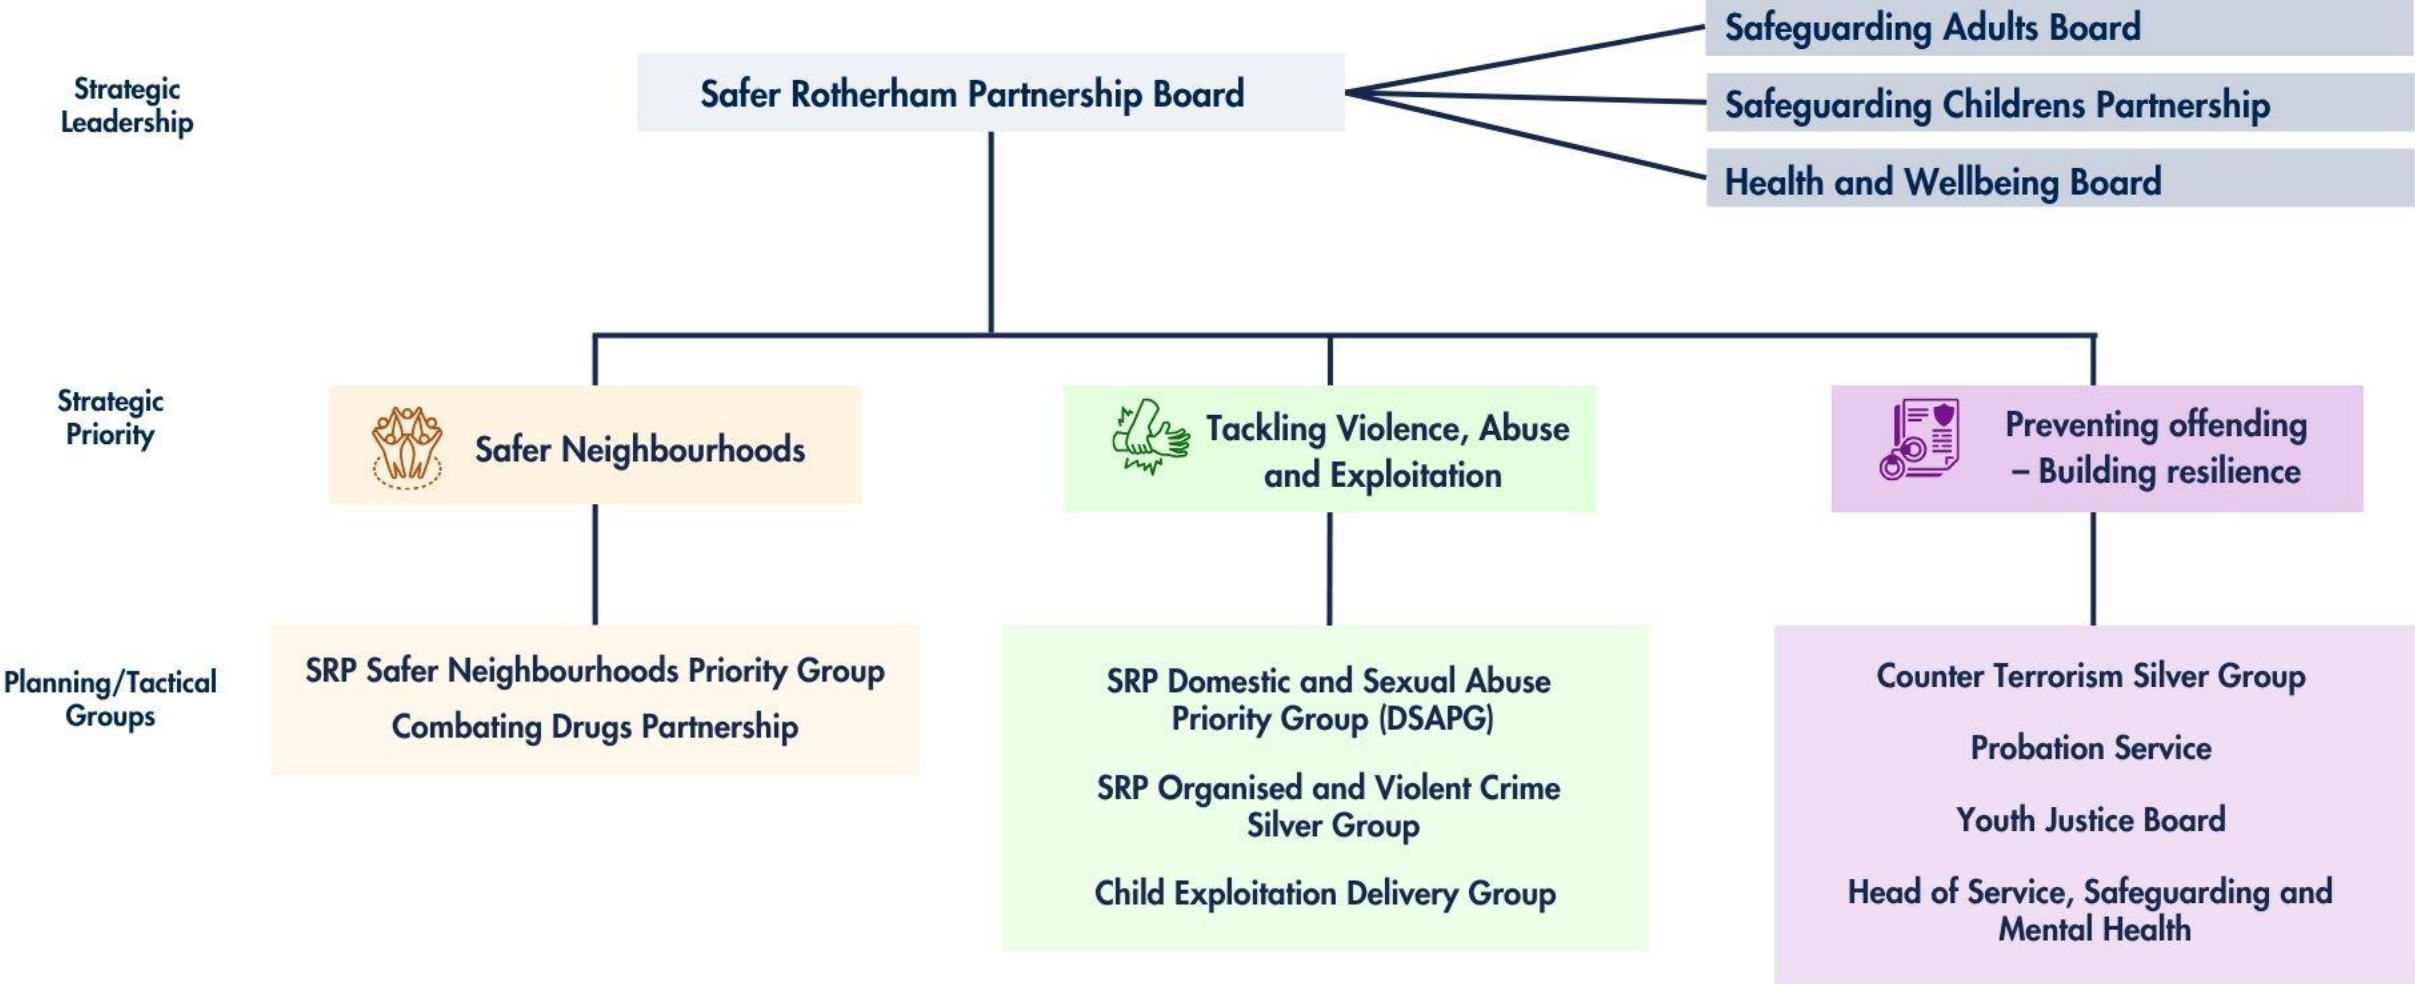 Strategic
Leadership
Safer Rotherham Partnership Board
Safeguarding Adults Board
Safeguarding Childrens Partnership
Health and Wellbeing Board
Strategic
Priority
Safer Neighbourhoods
Tackling Violence, Abuse
and Exploitation
Preventing offending
– Building resilience
Planning/Tactical
Groups
SRP Safer Neighbourhoods Priority Group
Combating Drugs Partnership
SRP Domestic and Sexual Abuse
Priority Group (DSAPG)
SRP Organised and Violent Crime
Silver Group
Child Exploitation Delivery Group
Counter Terrorism Silver Group
Probation Service
Youth Justice Board
Head of Service, Safeguarding and
Mental Health